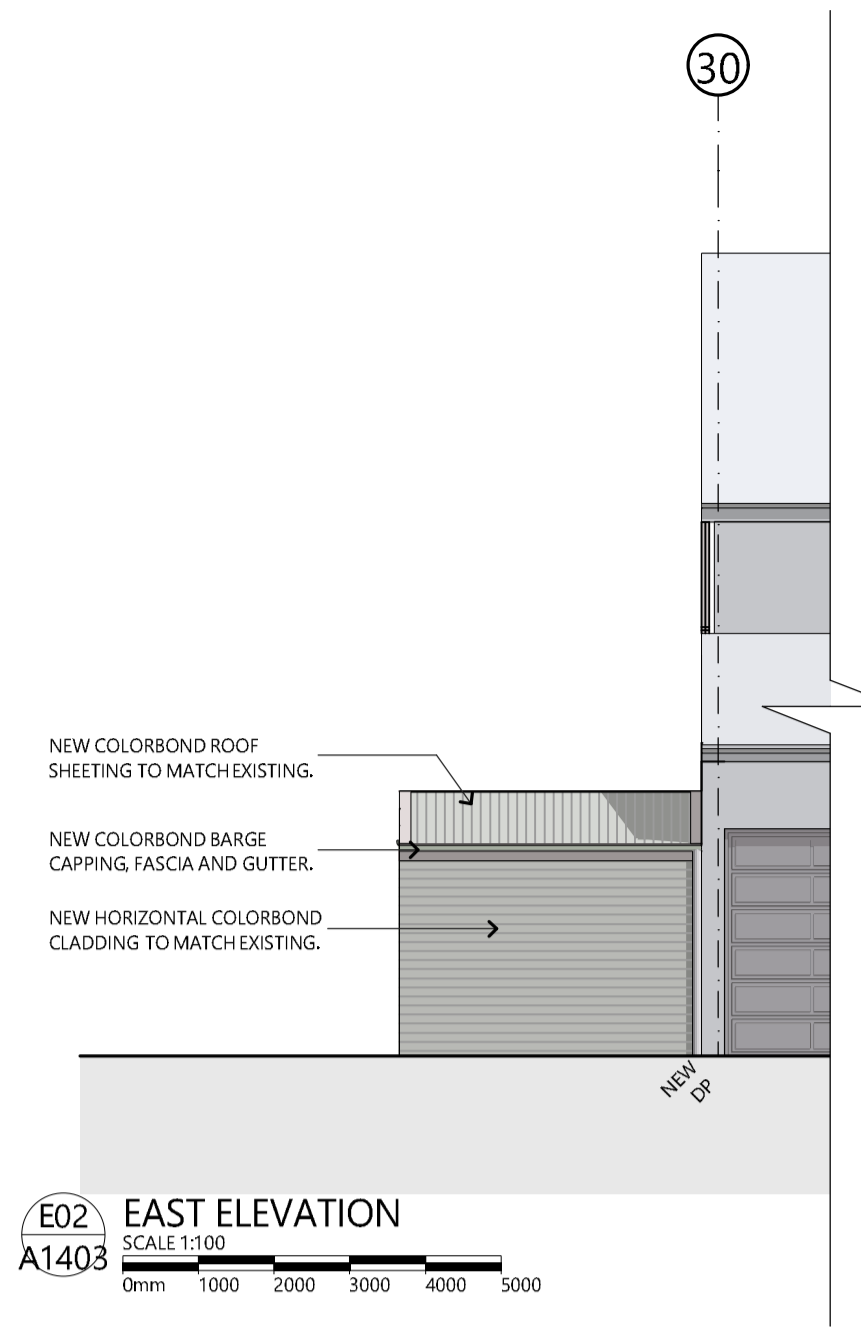 30
NEW COLORBOND ROOF
SHEETING TO MATCH EXISTING.
NEW COLORBOND BARGE
CAPPING, FASCIA AND GUTTER.
NEW HORIZONTAL COLORBOND
CLADDING TO MATCH EXISTING.
NEW
DP
E02
A1403
EAST ELEVATION
SCALE 1:100
0mm 1000 2000 3000 4000 5000